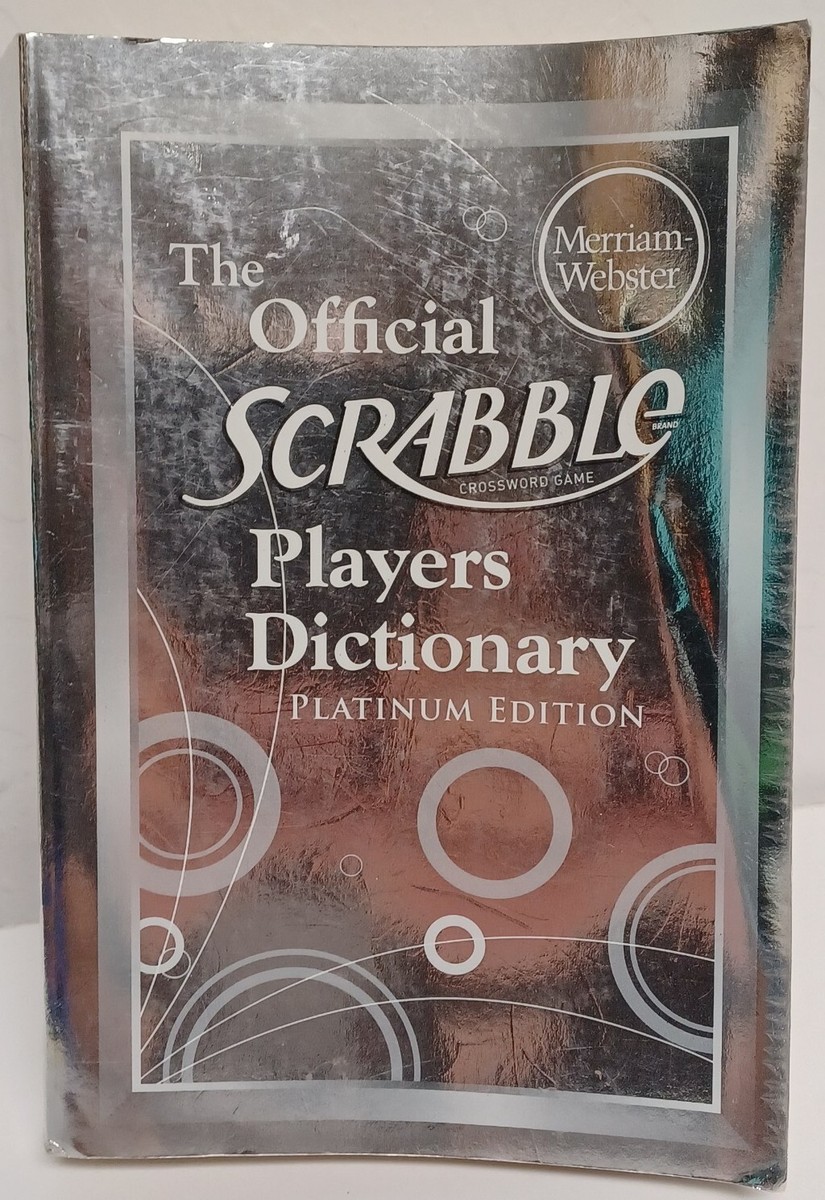 Merriam-
Webster
The
Official
SCRABBLe
BRAND
CROSSWORD GAME
Players
Dictionary
PLATINUM EDITION